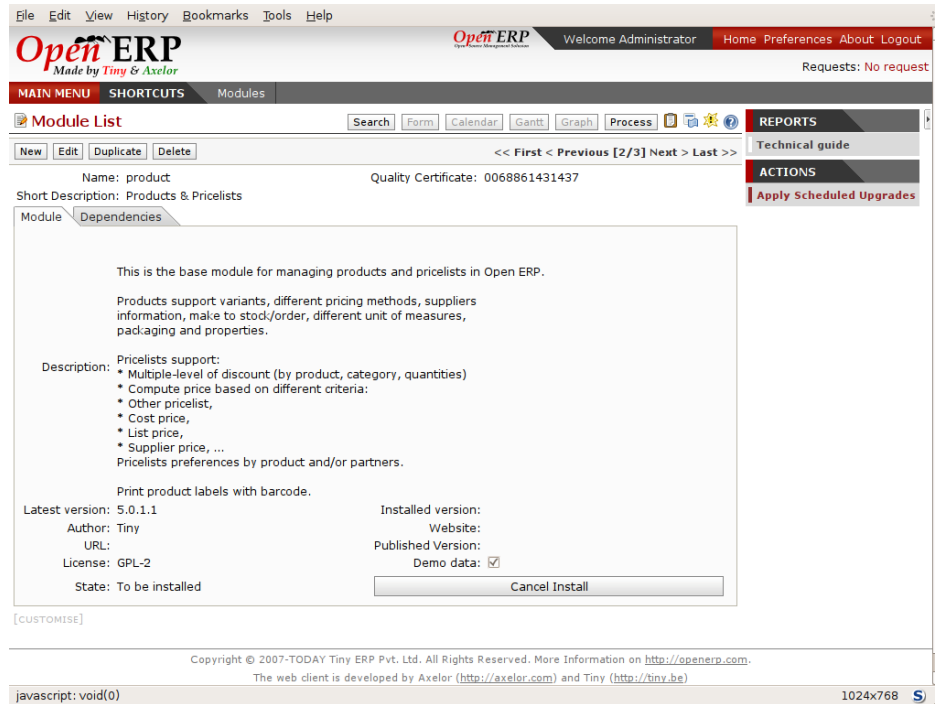 File Edit View History Bookmarks Tools Help
Open ERP
Made by Tiny & Axelor
Open ERP
Open Source Management Solution
Welcome Administrator
Home Preferences About Logout
Requests: No request
MAIN MENU SHORTCUTS Modules
Module List
Search Form Calendar Gantt Graph Process
REPORTS
Technical guide
ACTIONS
Apply Scheduled Upgrades
New Edit Duplicate Delete
<< First < Previous [2/3] Next > Last >>
Name: product Quality Certificate: 0068861431437
Short Description: Products & Pricelists
Module Dependencies
This is the base module for managing products and pricelists in Open ERP.
Products support variants, different pricing methods, suppliers
information, make to stock/order, different unit of measures,
packaging and properties.
Description:
Pricelists support:
* Multiple-level of discount (by product, category, quantities)
* Compute price based on different criteria:
* Other pricelist,
* Cost price,
* List price,
* Supplier price, ...
Pricelists preferences by product and/or partners.
Print product labels with barcode.
Latest version: 5.0.1.1 Installed version:
Author: Tiny Website:
URL: Published Version:
License: GPL-2 Demo data:
State: To be installed Cancel Install
[CUSTOMISE]
Copyright © 2007-TODAY Tiny ERP Pvt. Ltd. All Rights Reserved. More Information on http://openerp.com.
The web client is developed by Axelor (http://axelor.com) and Tiny (http://tiny.be)
javascript: void(0) 1024x768 S